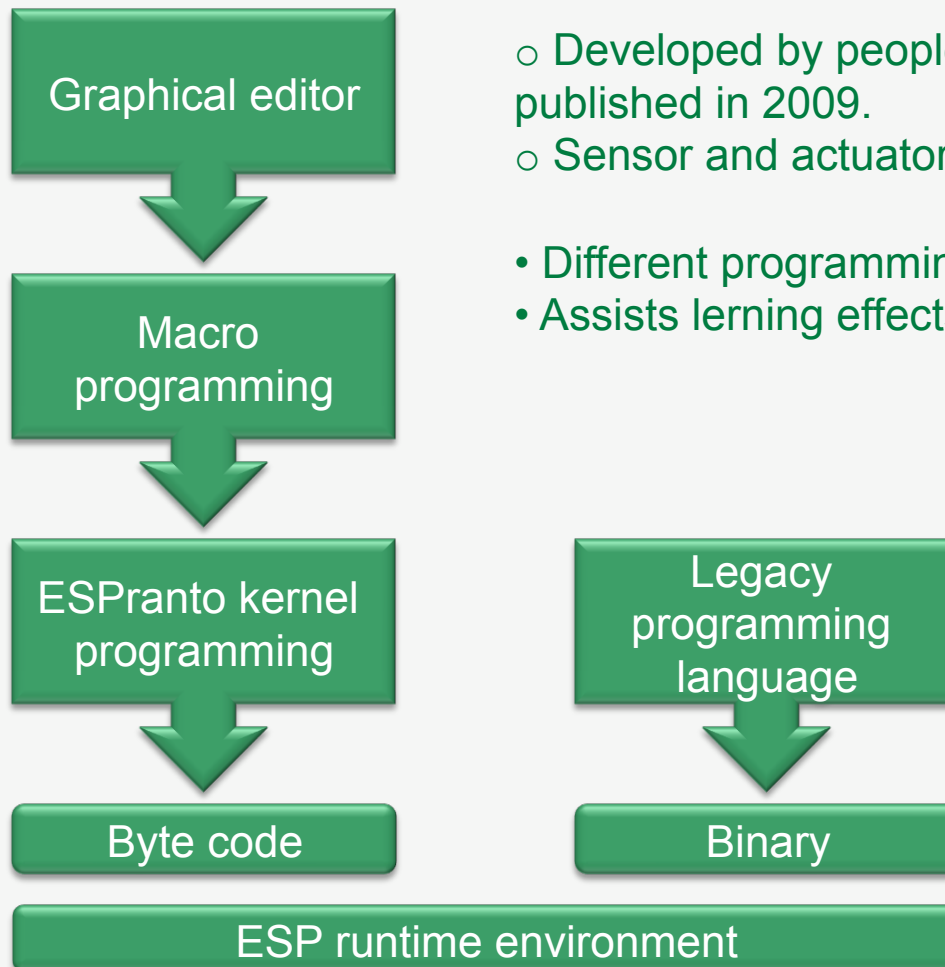 Graphical editor
Macro
programming
ESPranto kernel
programming
Byte code
○ Developed by people
published in 2009.
○ Sensor and actuator
• Different programmin
• Assists lerning effect
Legacy
programming
language
Binary
ESP runtime environment